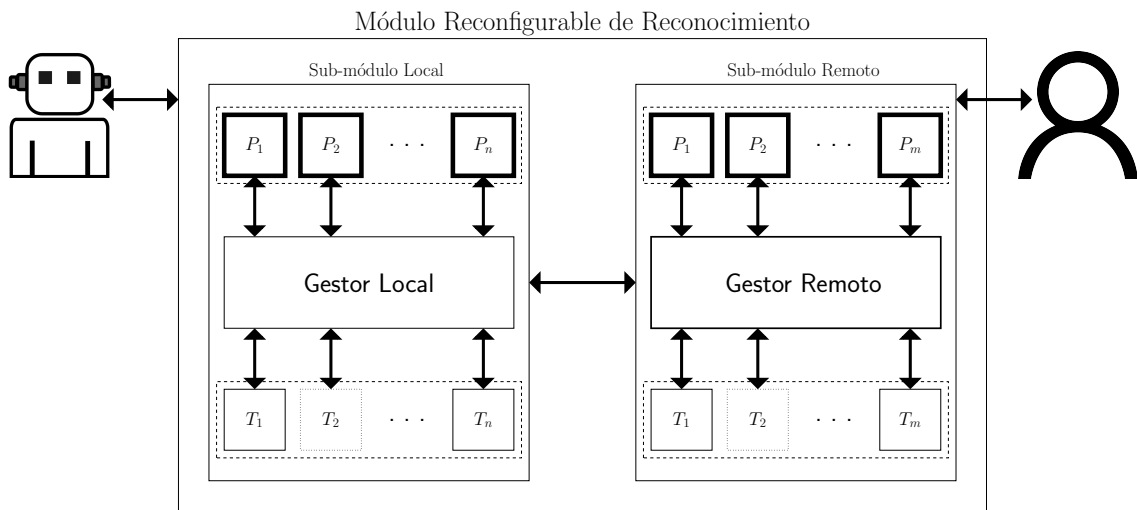 Módulo Reconfigurable de Reconocimiento
Sub-módulo Local
Sub-módulo Remoto
P₁ P₂ · · · Pₙ
P₁ P₂ · · · Pₘ
Gestor Local
Gestor Remoto
T₁ T₂ · · · Tₙ
T₁ T₂ · · · Tₘ